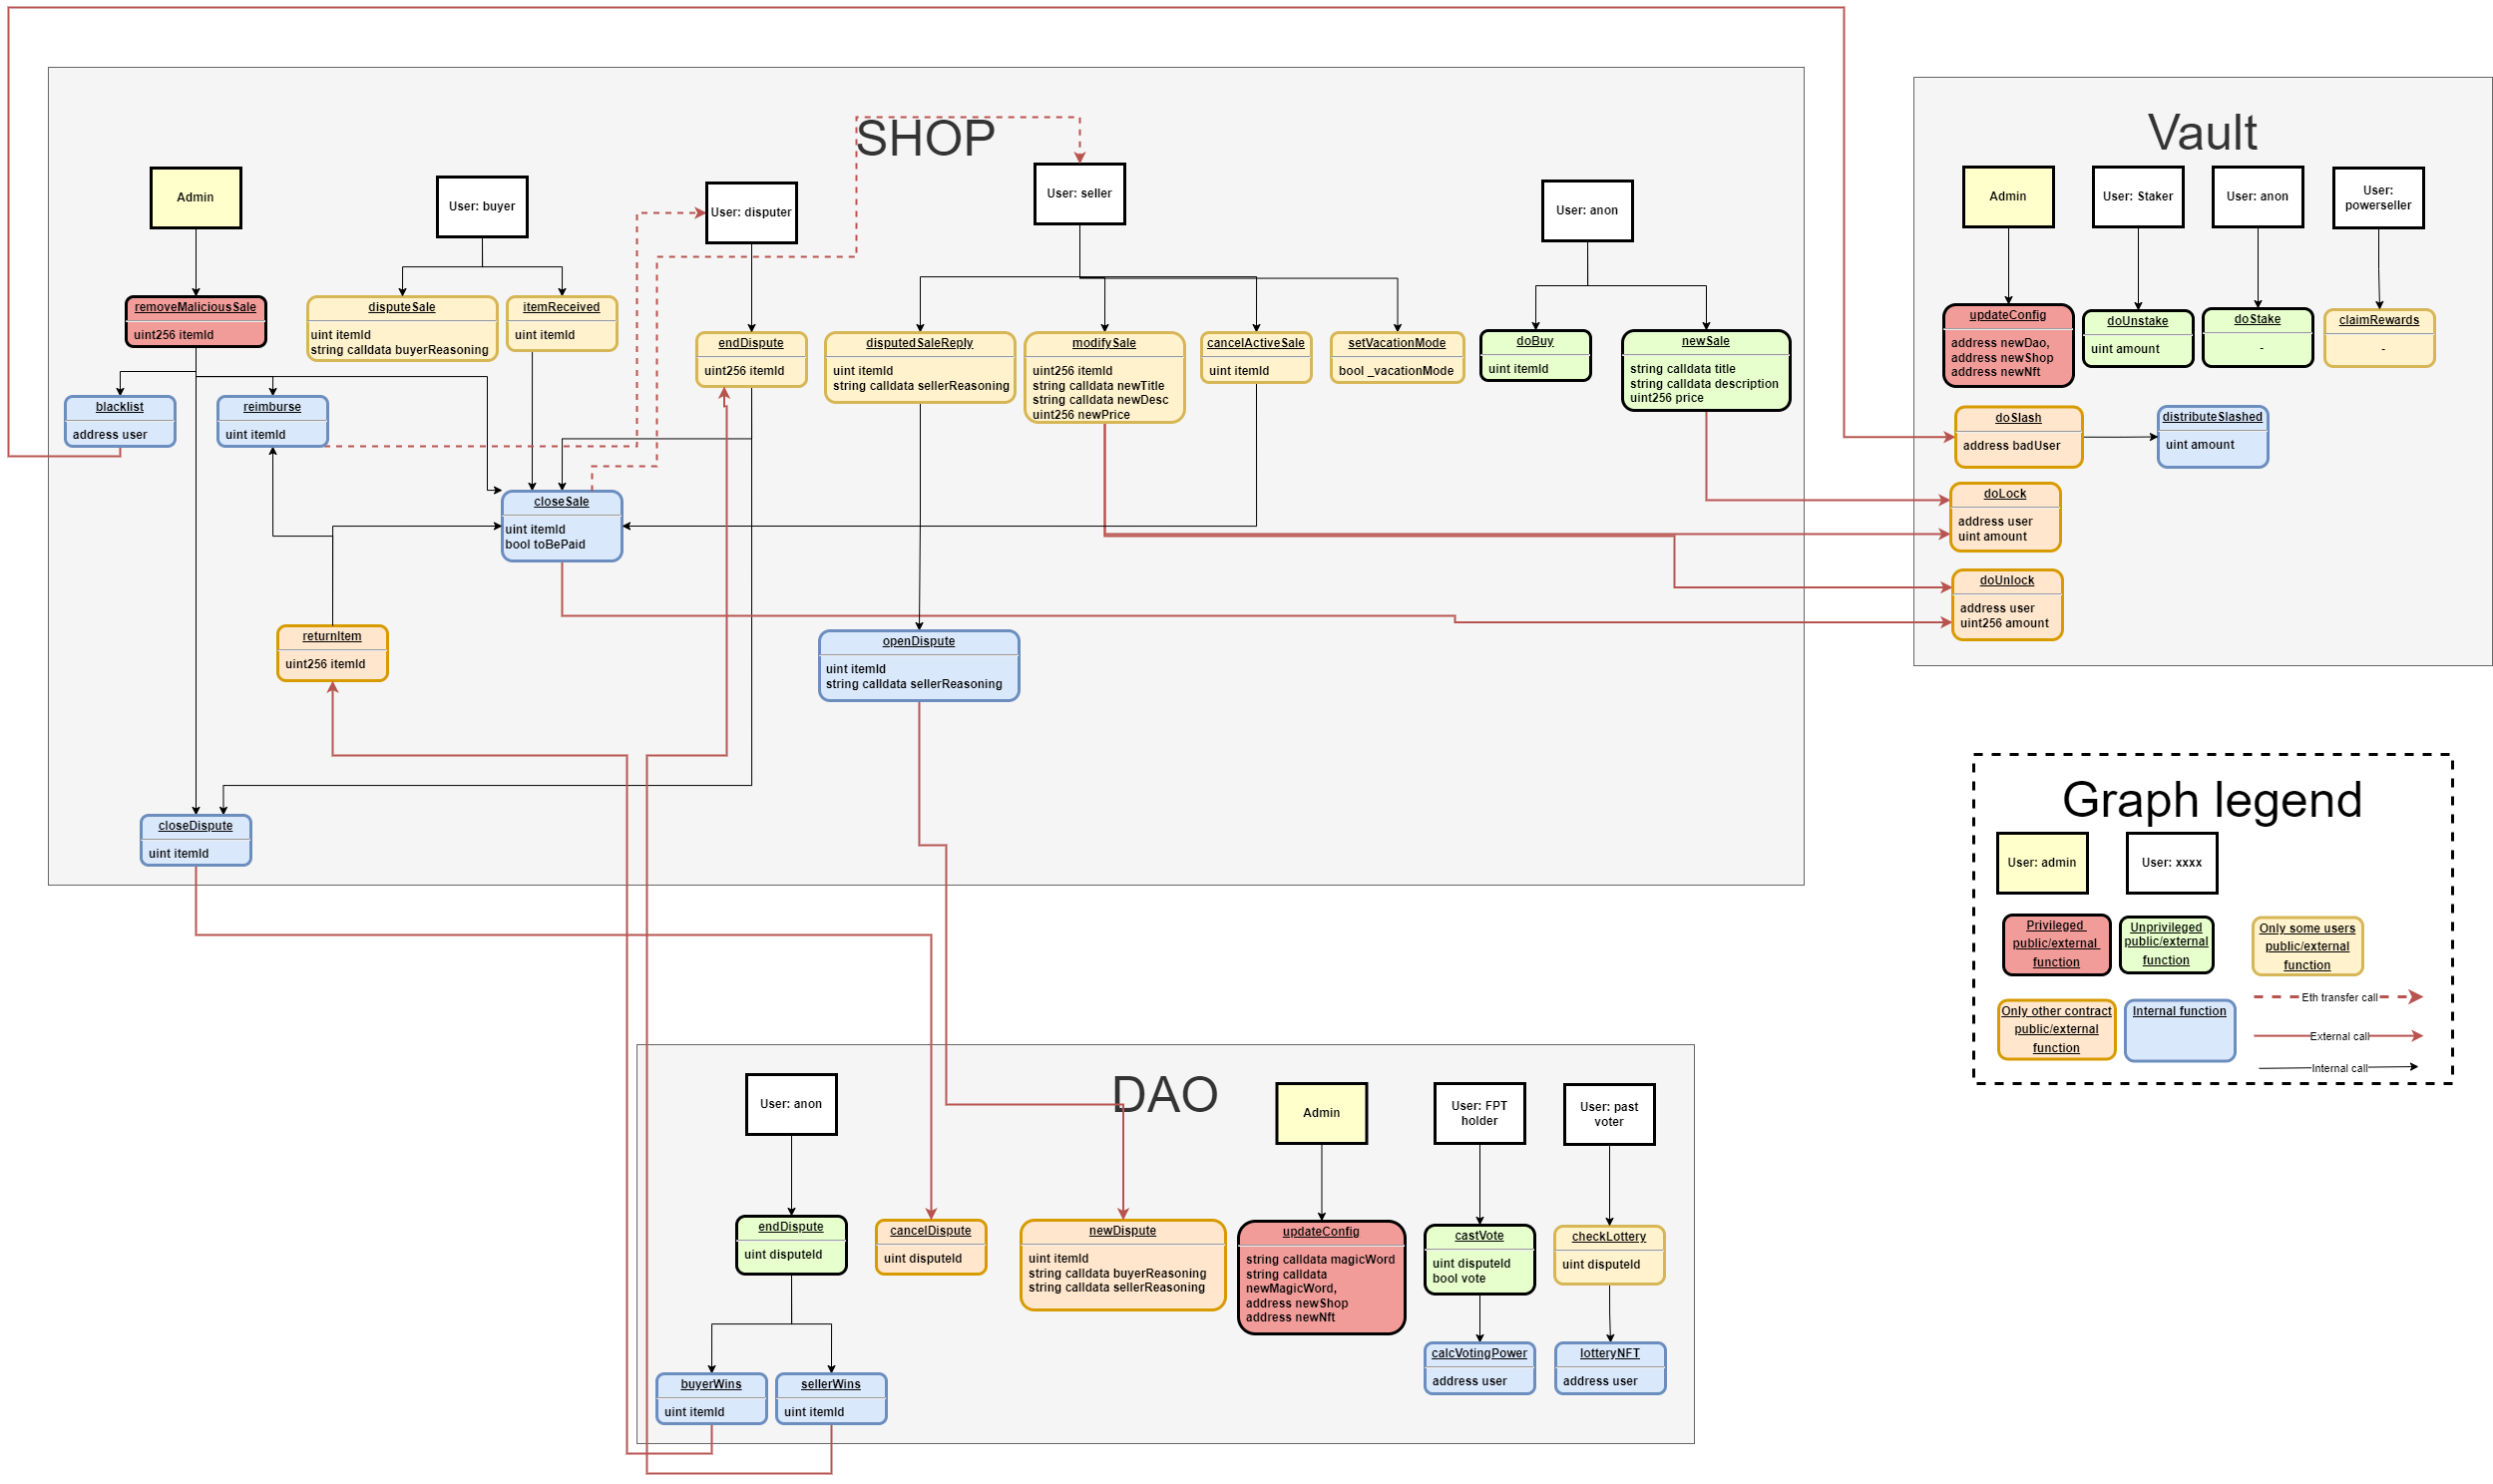 SHOP
Admin
User: buyer
User: disputer
User: seller
User: anon
removeMaliciousSale
uint256 itemId
disputeSale
uint itemId
string calldata buyerReasoning
itemReceived
uint itemId
endDispute
uint256 itemId
disputedSaleReply
uint itemId
string calldata sellerReasoning
modifySale
uint256 itemId
string calldata newTitle
string calldata newDesc
uint256 newPrice
cancelActiveSale
uint itemId
setVacationMode
bool _vacationMode
doBuy
uint itemId
newSale
string calldata title
string calldata description
uint256 price
blacklist
address user
reimburse
uint itemId
closeSale
uint itemId
bool toBePaid
returnItem
uint256 itemId
openDispute
uint itemId
string calldata sellerReasoning
closeDispute
uint itemId
Vault
Admin
User: Staker
User: anon
User:
powerseller
updateConfig
address newDao,
address newShop
address newNft
doUnstake
uint amount
doStake
-
claimRewards
-
doSlash
address badUser
distributeSlashed
uint amount
doLock
address user
uint amount
doUnlock
address user
uint256 amount
Graph legend
User: admin
User: xxxx
Privileged
public/external
function
Unprivileged
public/external
function
Only some users
public/external
function
Eth transfer call
Only other contract
public/external
function
Internal function
External call
Internal call
DAO
User: anon
Admin
User: FPT
holder
User: past
voter
endDispute
uint disputeId
cancelDispute
uint disputeId
newDispute
uint itemId
string calldata buyerReasoning
string calldata sellerReasoning
updateConfig
string calldata magicWord
string calldata
newMagicWord,
address newShop
address newNft
castVote
uint disputeId
bool vote
checkLottery
uint disputeId
buyerWins
uint itemId
sellerWins
uint itemId
calcVotingPower
address user
lotteryNFT
address user